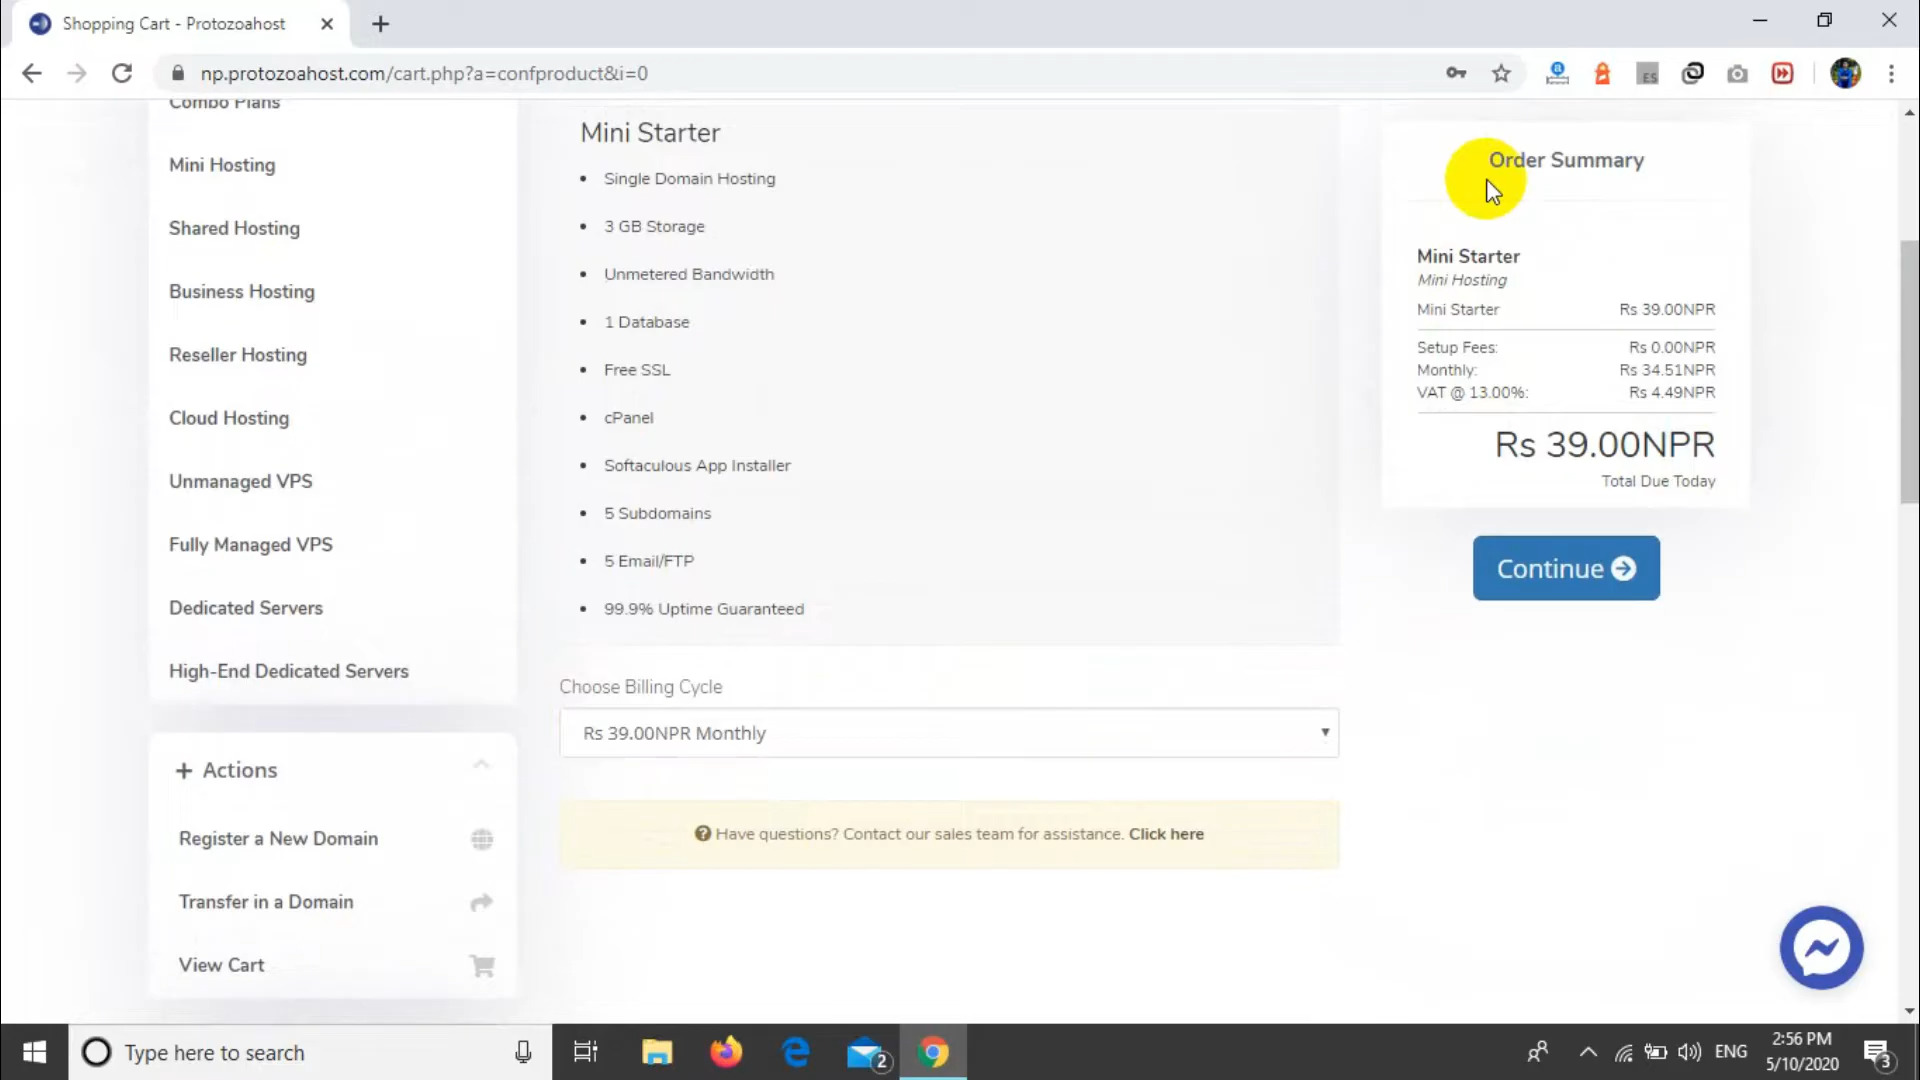 Shopping Cart - Protozoahost
np.protozoahost.com/cart.php?a=confproduct&i=0
ES
Combo Plans
Mini Hosting
Shared Hosting
Business Hosting
Reseller Hosting
Cloud Hosting
Unmanaged VPS
Fully Managed VPS
Dedicated Servers
High-End Dedicated Servers
Actions
Register a New Domain
Transfer in a Domain
View Cart
Mini Starter
Single Domain Hosting
3 GB Storage
Unmetered Bandwidth
1 Database
Free SSL
cPanel
Softaculous App Installer
5 Subdomains
5 Email/FTP
99.9% Uptime Guaranteed
Choose Billing Cycle
Rs 39.00NPR Monthly
Have questions? Contact our sales team for assistance. Click here
Order Summary
Mini Starter
Mini Hosting
Mini Starter Rs 39.00NPR
Setup Fees: Rs 0.00NPR
Monthly: Rs 34.51NPR
VAT @ 13.00%: Rs 4.49NPR
Rs 39.00NPR
Total Due Today
Continue
Type here to search
2
ENG
2:56 PM
5/10/2020
3